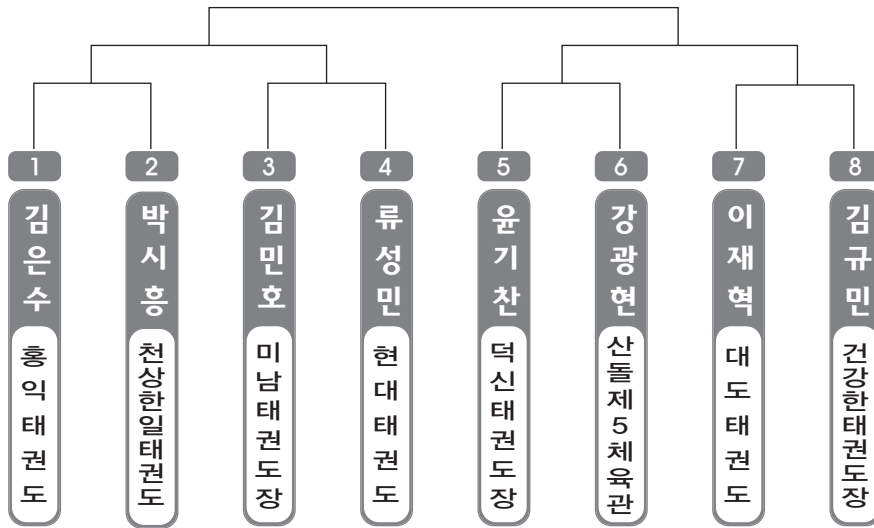 1
김은수
홍익태권도
2
박시흥
천상한일태권도
3
김민호
미남태권도장
4
류성민
현대태권도
5
윤기찬
덕신태권도장
6
강광현
산돌제5체육관
7
이재혁
대도태권도
8
김규민
건강한태권도장